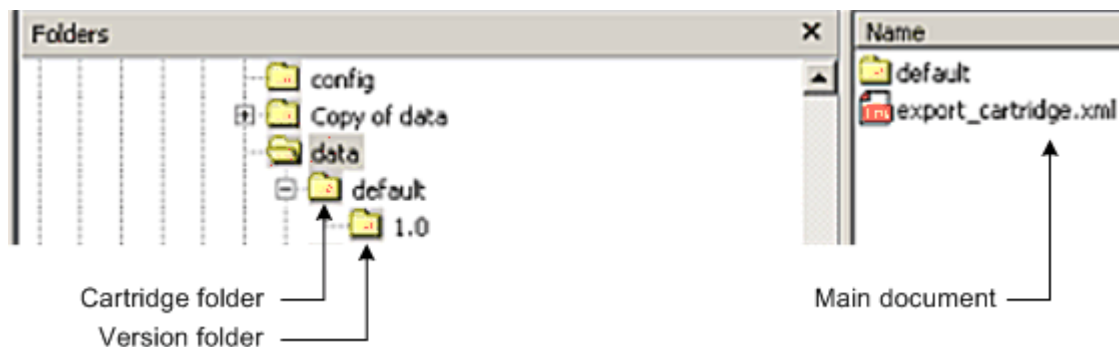 Folders
config
Copy of data
data
default
1.0
Cartridge folder
Version folder
Name
default
export_cartridge.xml
Main document